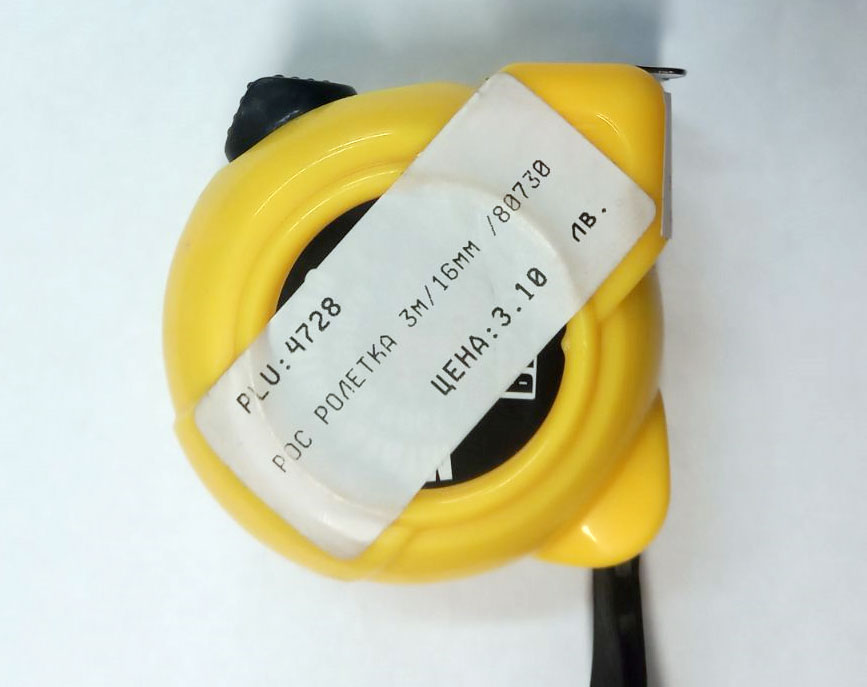 PLU:4728
РОС РОЛЕТКА 3м/16мм /80730
ЦЕНА:3.10 лв.